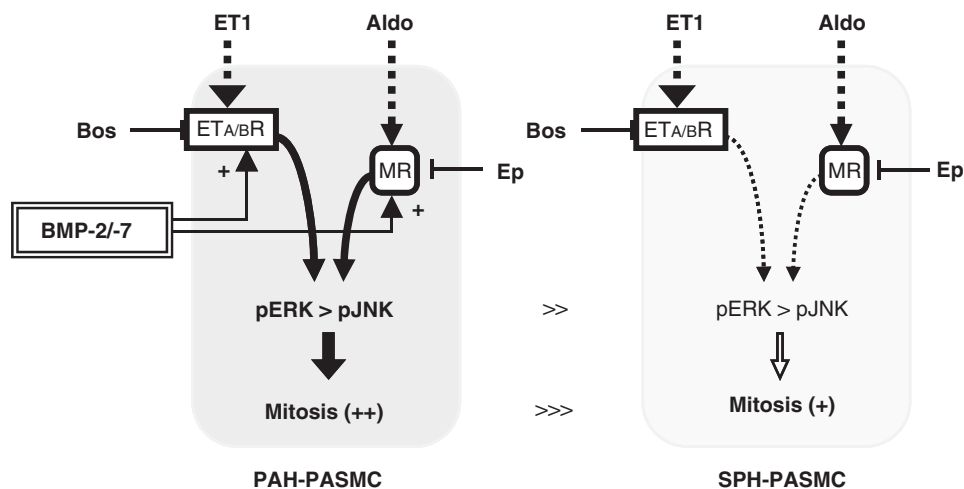 ET1 Aldo ET1 Aldo
Bos ETA/BR Bos ETA/BR
+ MR Ep MR Ep
+
BMP-2/-7
pERK > pJNK >> pERK > pJNK
Mitosis (++) >>> Mitosis (+)
PAH-PASMC SPH-PASMC